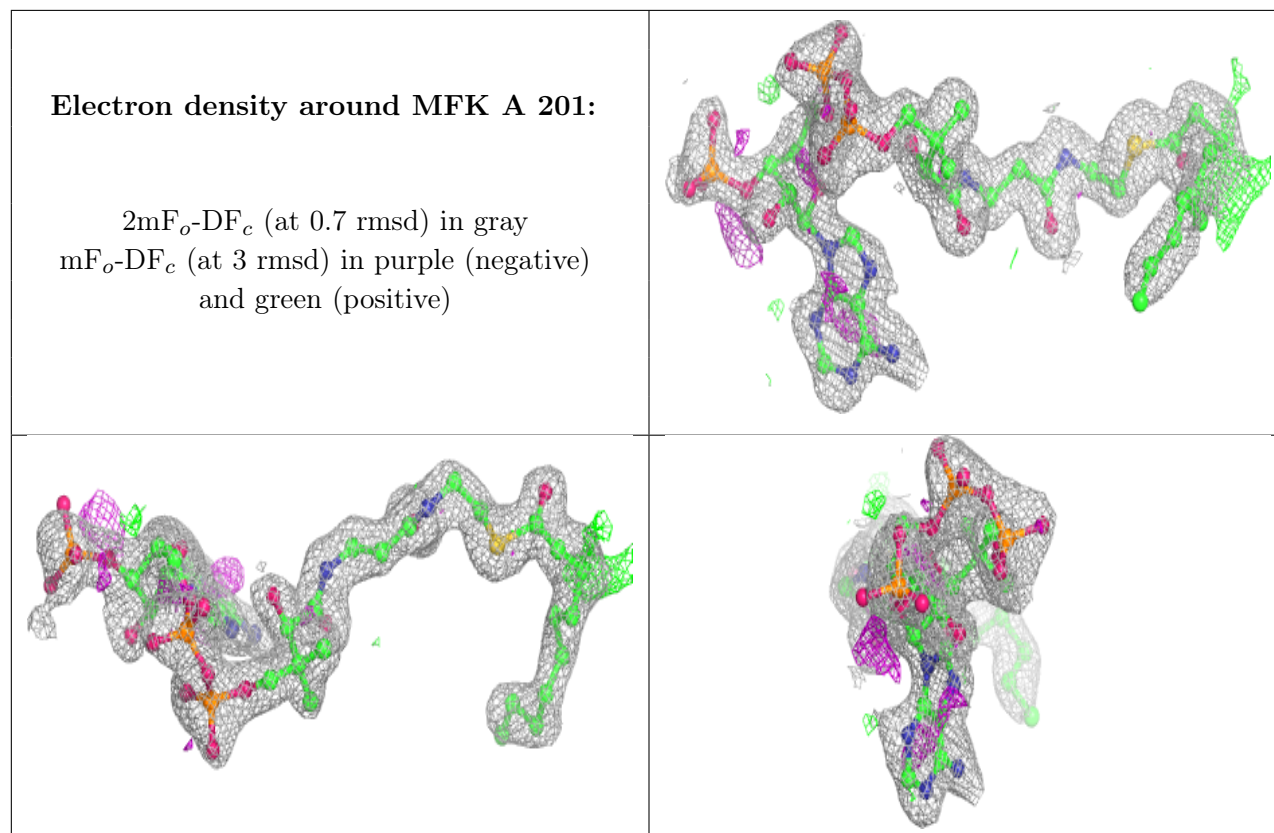 Electron density around MFK A 201:
2mFo-DFc (at 0.7 rmsd) in gray
mFo-DFc (at 3 rmsd) in purple (negative)
and green (positive)